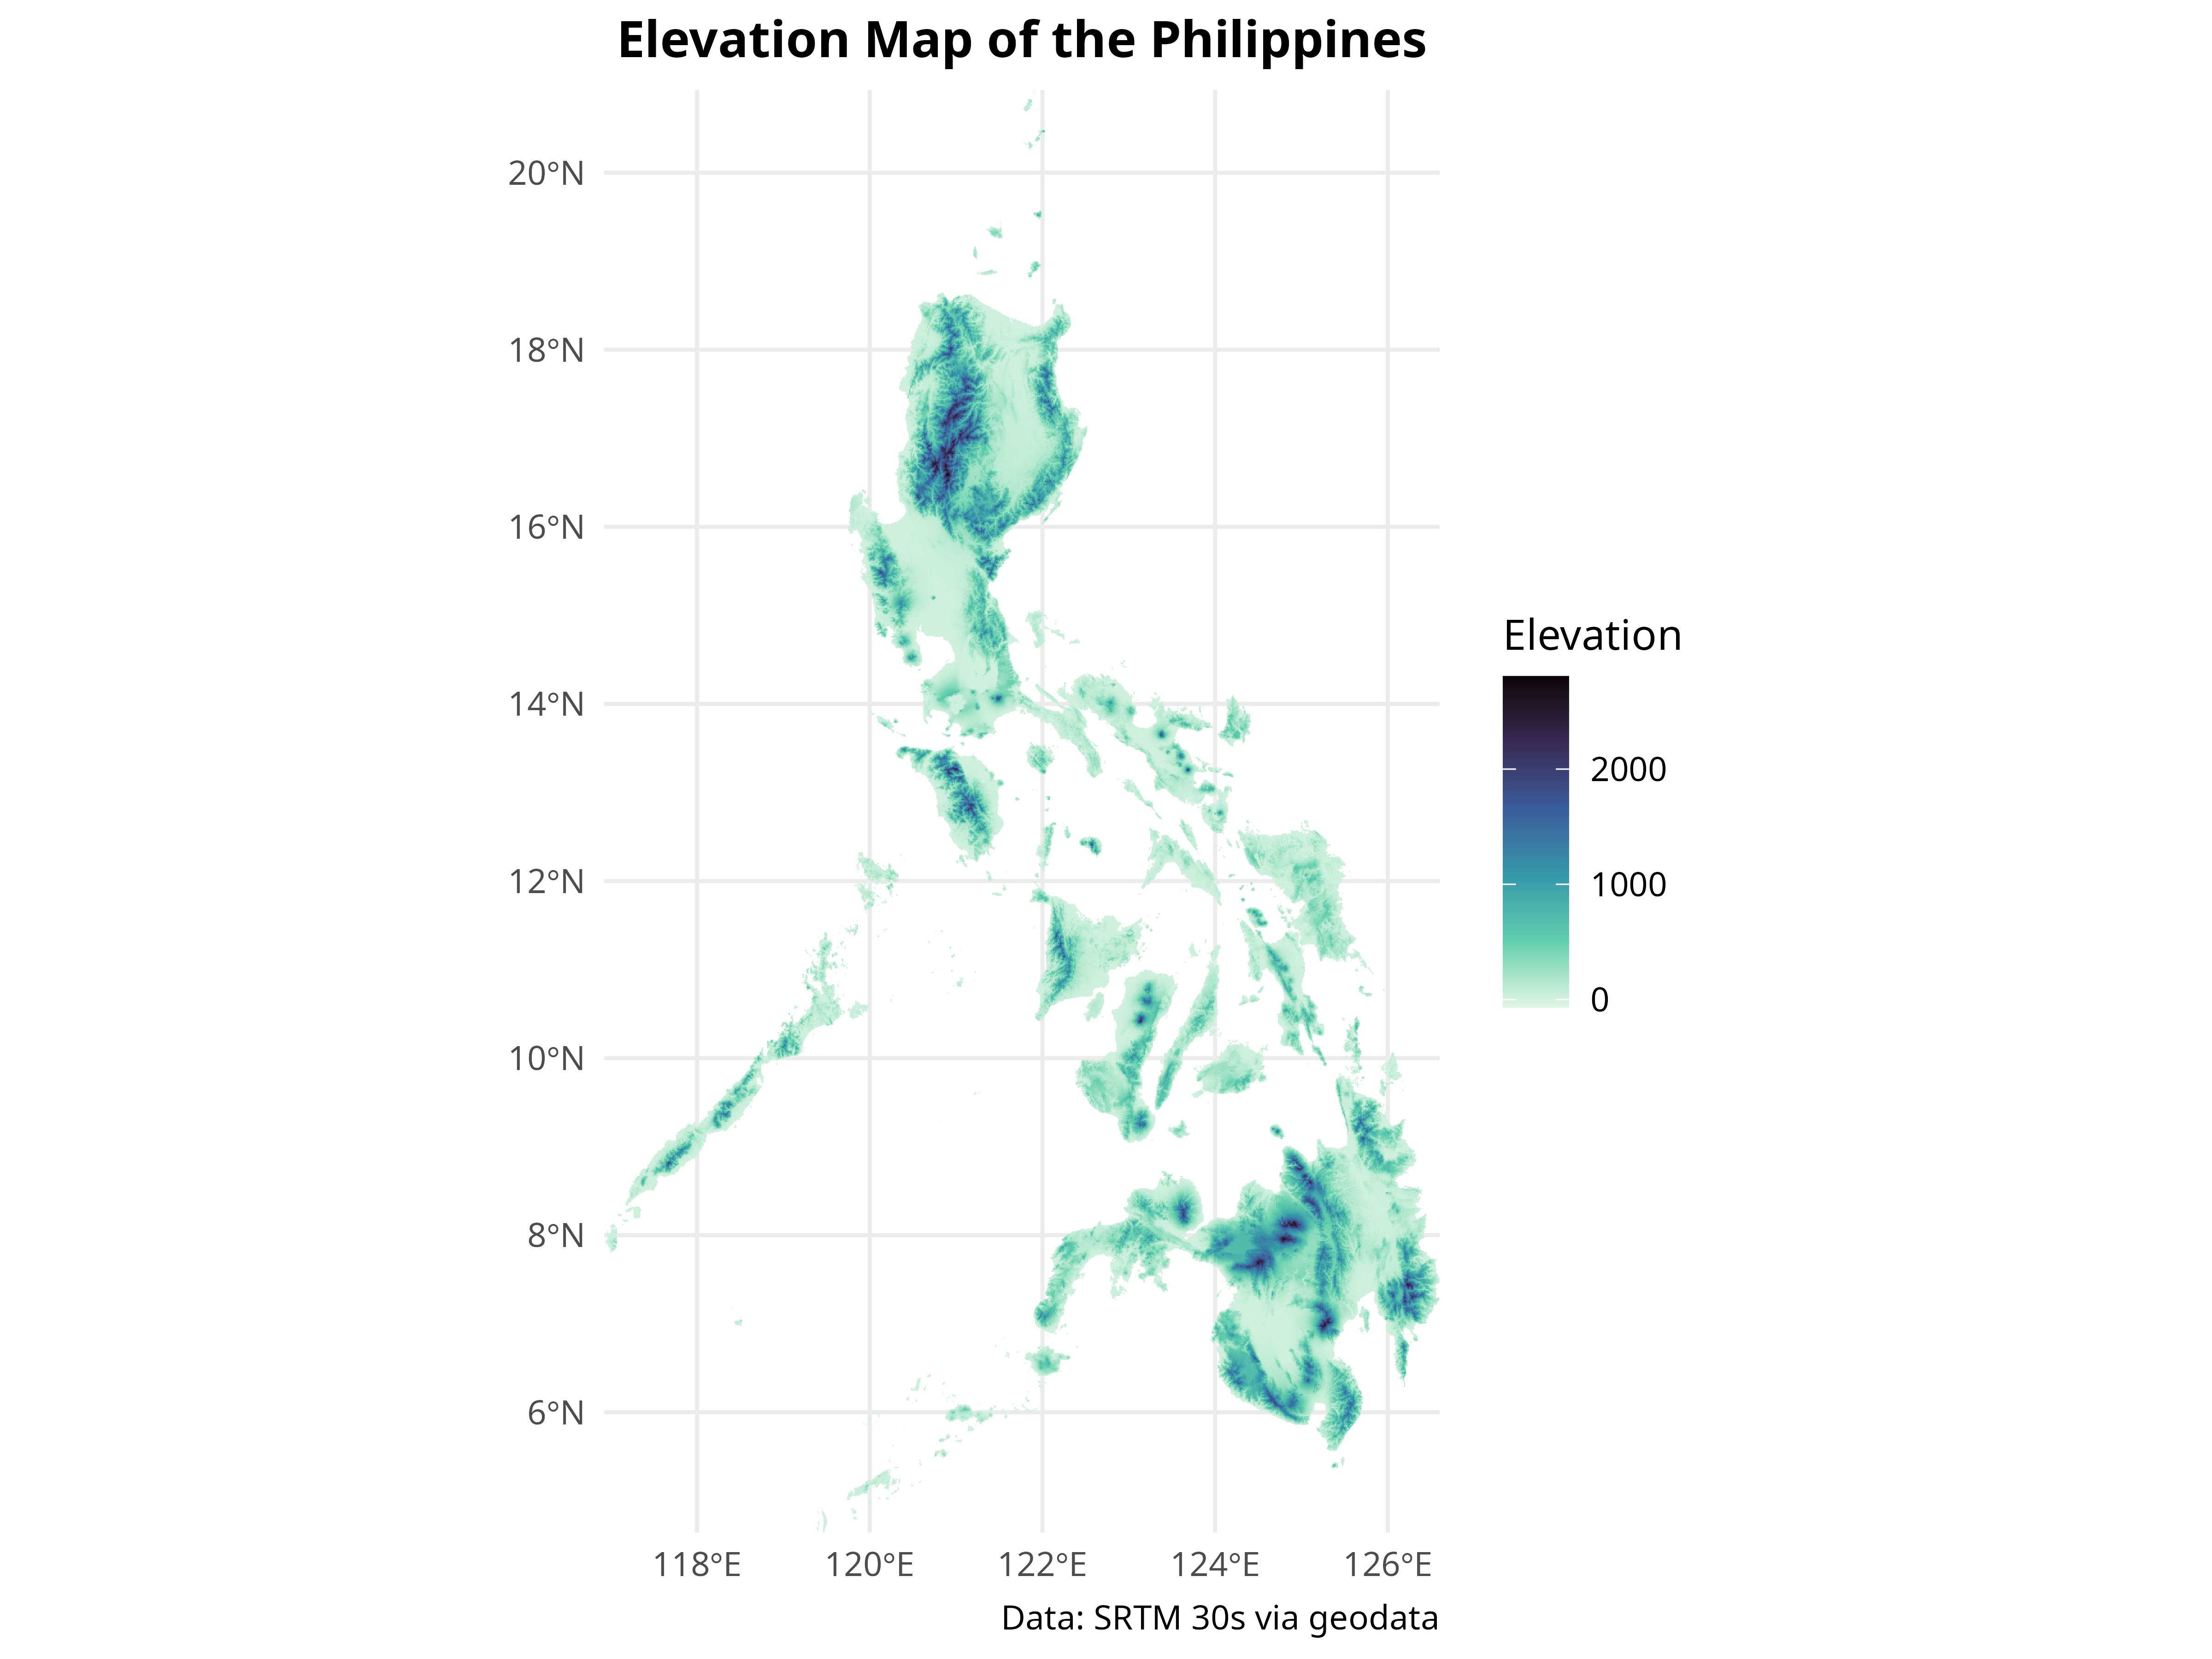 Elevation Map of the Philippines
20°N
18°N
16°N
14°N
12°N
10°N
8°N
6°N
118°E 120°E 122°E 124°E 126°E
Elevation
2000
1000
0
Data: SRTM 30s via geodata